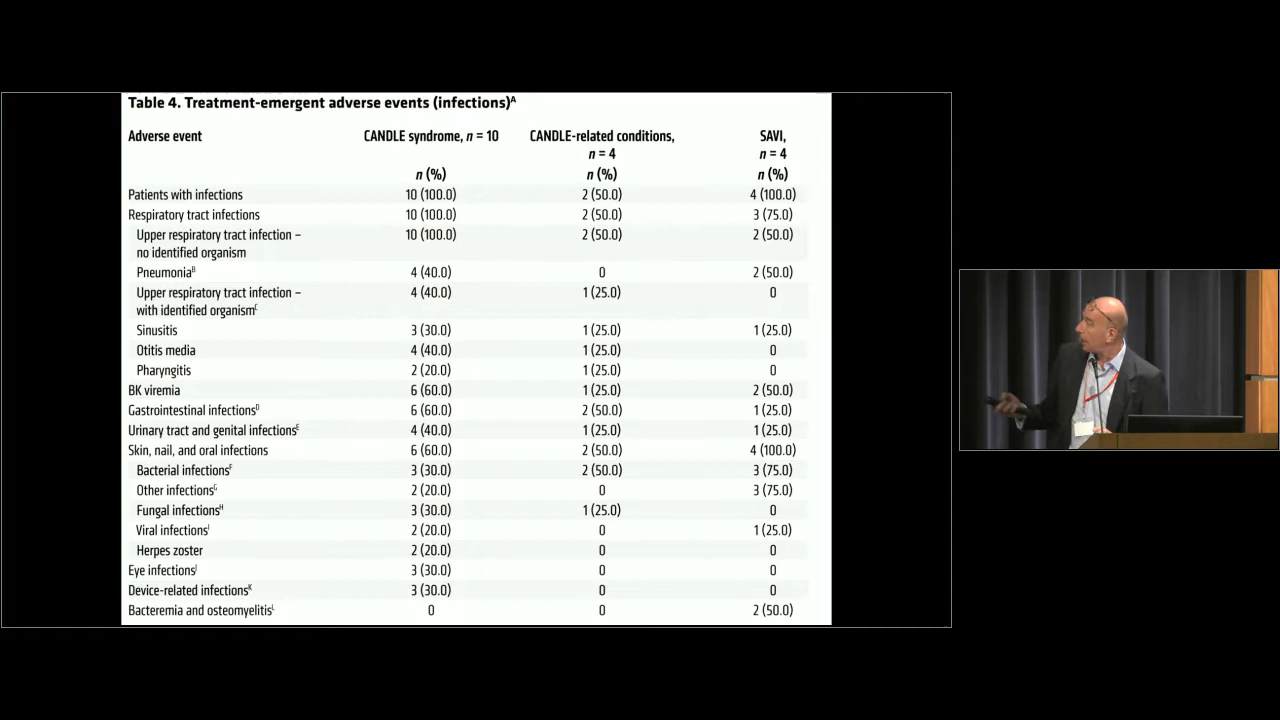 Table 4. Treatment-emergent adverse events (infections)A
Adverse event CANDLE syndrome, n = 10 CANDLE-related conditions, SAVI,
n = 4 n = 4
n (%) n (%) n (%)
Patients with infections 10 (100.0) 2 (50.0) 4 (100.0)
Respiratory tract infections 10 (100.0) 2 (50.0) 3 (75.0)
Upper respiratory tract infection – 10 (100.0) 2 (50.0) 2 (50.0)
no identified organism
PneumoniaB 4 (40.0) 0 2 (50.0)
Upper respiratory tract infection – 4 (40.0) 1 (25.0) 0
with identified organismC
Sinusitis 3 (30.0) 1 (25.0) 1 (25.0)
Otitis media 4 (40.0) 1 (25.0) 0
Pharyngitis 2 (20.0) 1 (25.0) 0
BK viremia 6 (60.0) 1 (25.0) 2 (50.0)
Gastrointestinal infectionsD 6 (60.0) 2 (50.0) 1 (25.0)
Urinary tract and genital infectionsE 4 (40.0) 1 (25.0) 1 (25.0)
Skin, nail, and oral infections 6 (60.0) 2 (50.0) 4 (100.0)
Bacterial infectionsF 3 (30.0) 2 (50.0) 3 (75.0)
Other infectionsG 2 (20.0) 0 3 (75.0)
Fungal infectionsH 3 (30.0) 1 (25.0) 0
Viral infectionsI 2 (20.0) 0 1 (25.0)
Herpes zoster 2 (20.0) 0 0
Eye infectionsJ 3 (30.0) 0 0
Device-related infectionsK 3 (30.0) 0 0
Bacteremia and osteomyelitisL 0 0 2 (50.0)